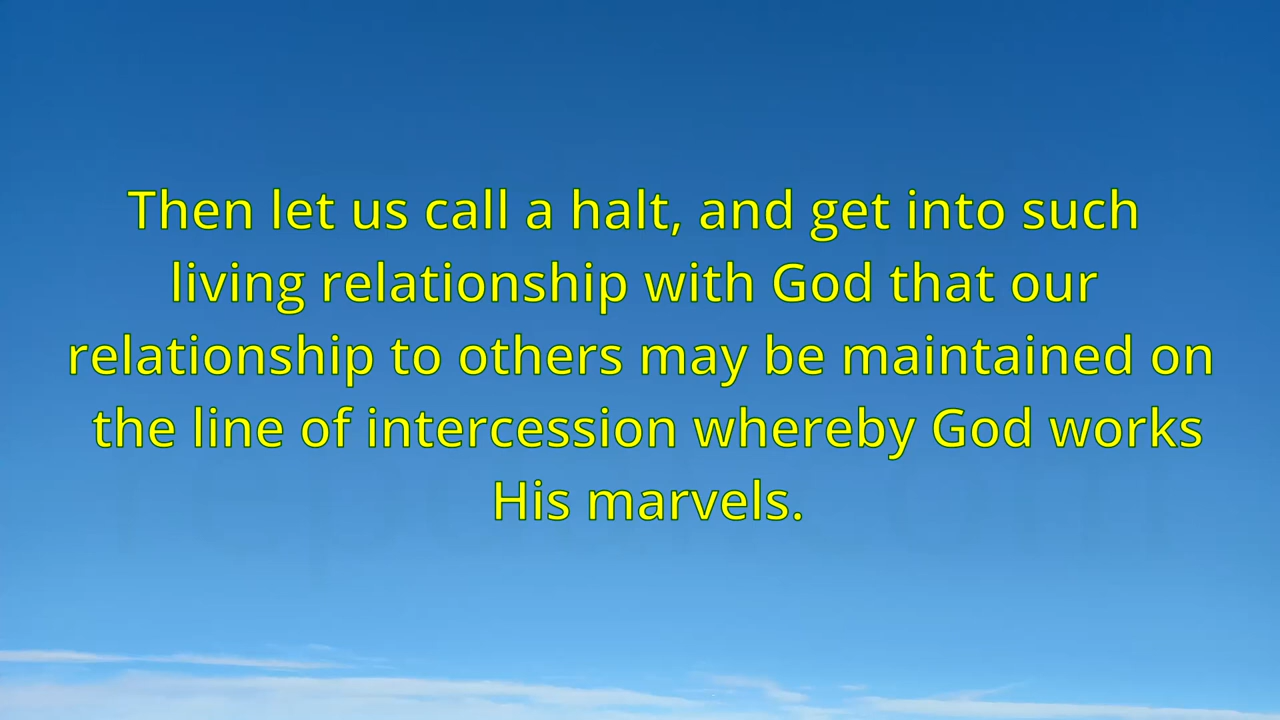 Then let us call a halt, and get into such
living relationship with God that our
relationship to others may be maintained on
the line of intercession whereby God works
His marvels.